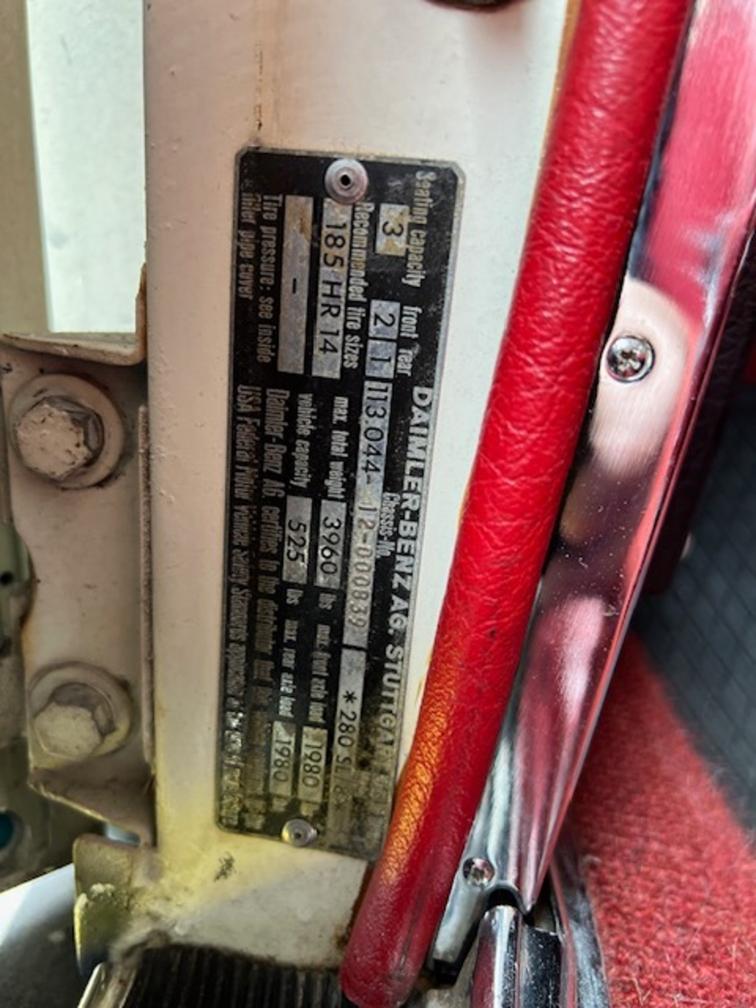 DAIMLER-BENZ AG. STUTTGA
Seating capacity front rear Chassis-No.
3 2 1 113.044-12-000839 *280 SL
Recommended tire sizes max. total weight 3960 lbs max. front axle load 1980
185 HR 14 vehicle capacity 525 lbs max. rear axle load 1980
-
Tire pressure: see inside Daimler-Benz AG. certifies to the distributor
filler pipe cover USA Federal Motor Vehicle Safety Standards